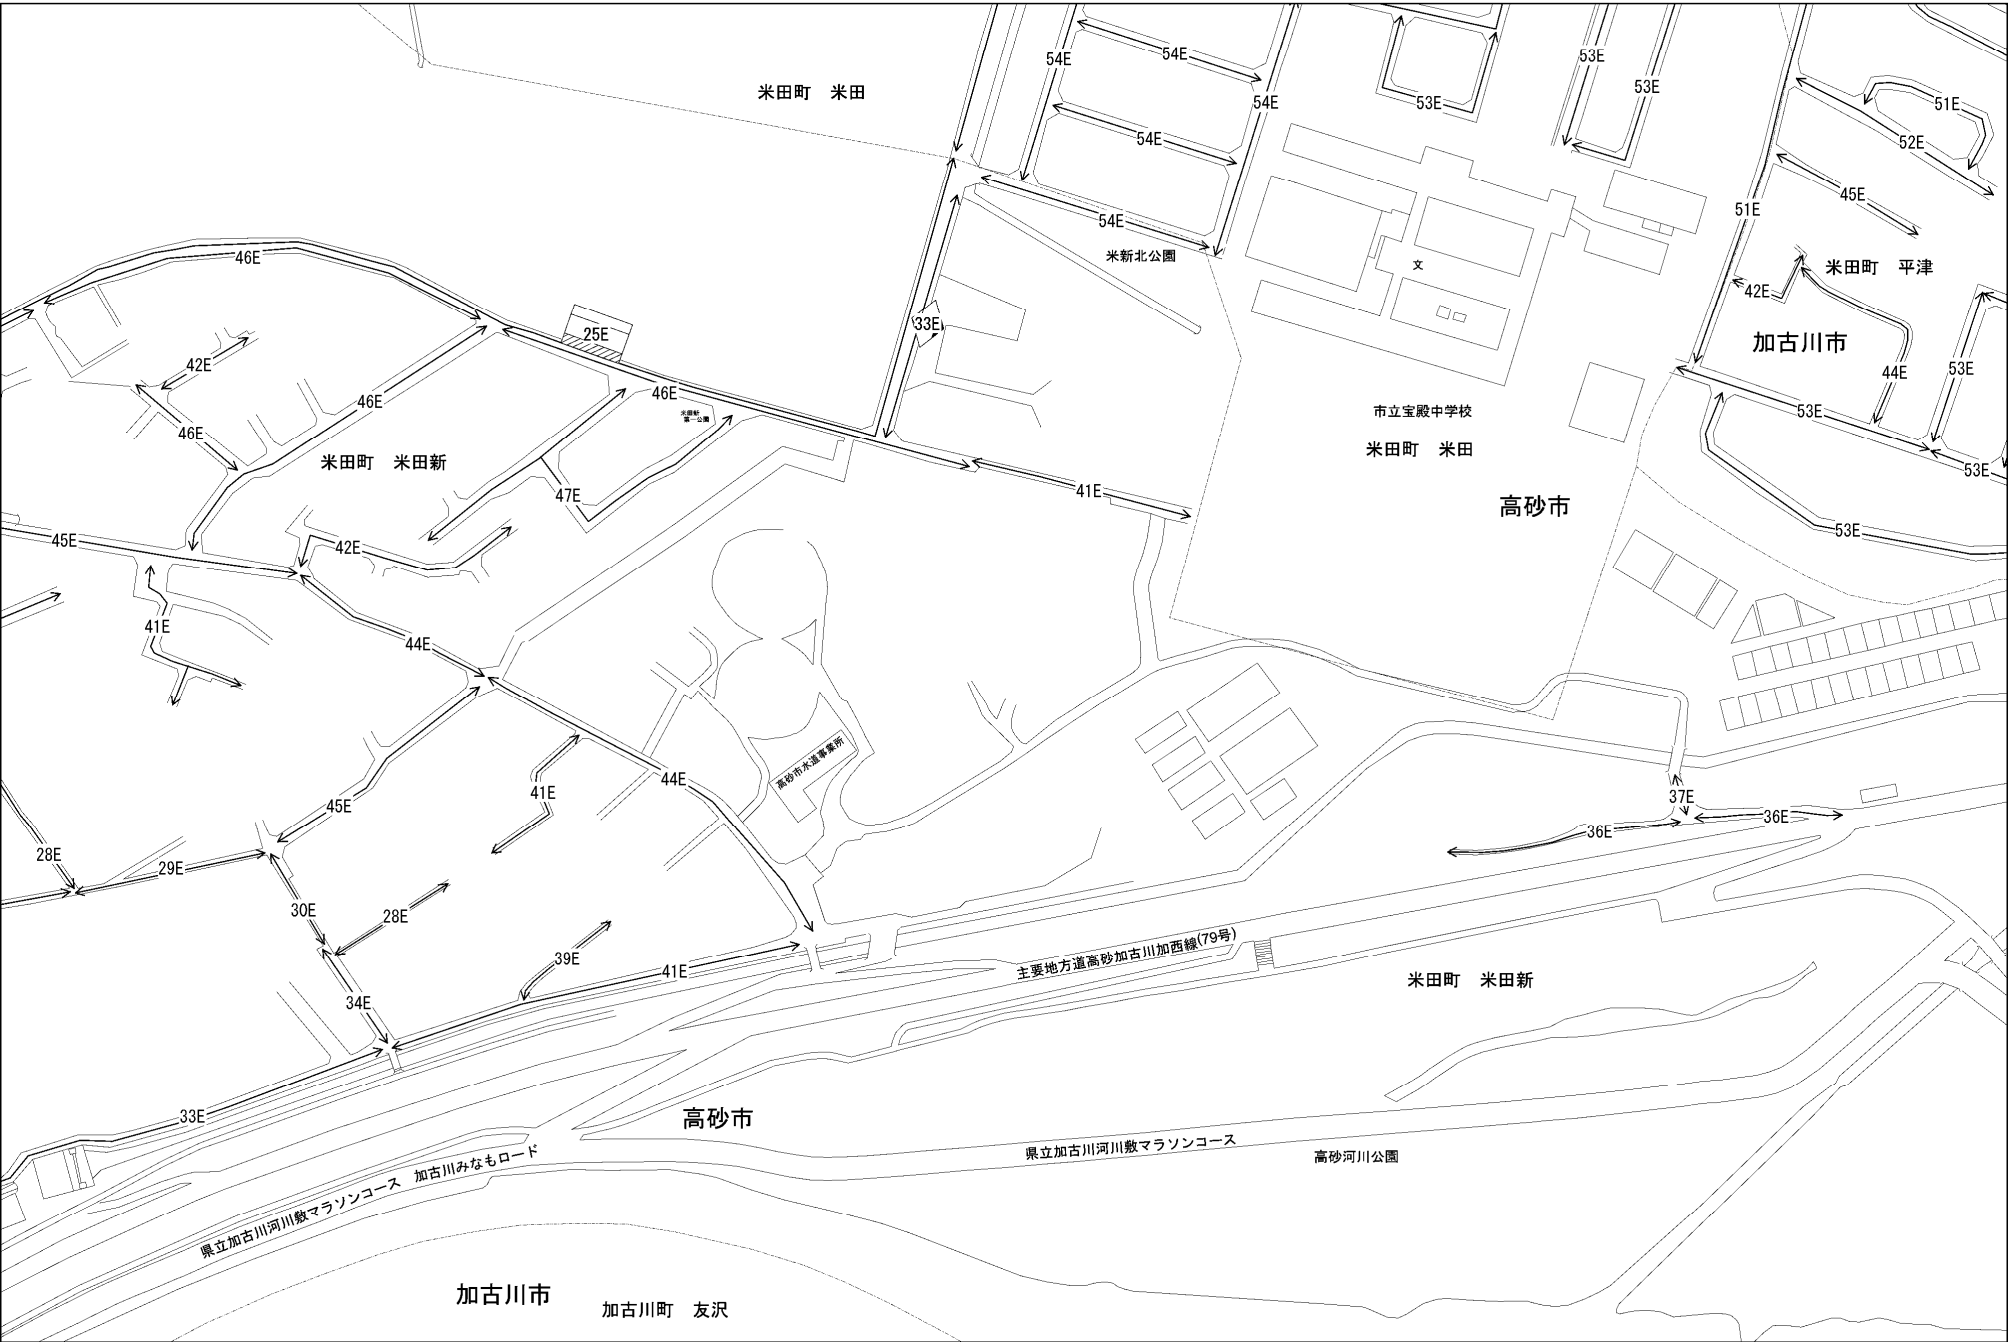 54E
54E
53E
53E
米田町　米田
53E
54E
51E
54E
52E
45E
51E
54E
米新北公園
46E
文
米田町　平津
42E
33E
25E
加古川市
42E
44E
53E
46E
46E
市立宝殿中学校
53E
米田新
第一公園
46E
米田町　米田
米田町　米田新
53E
41E
47E
高砂市
53E
45E
42E
41E
44E
高砂市水道事業所
44E
41E
37E
45E
36E
36E
28E
29E
30E
28E
主要地方道高砂加古川加西線(79号)
39E
41E
米田町　米田新
34E
33E
高砂市
県立加古川河川敷マラソンコース
高砂河川公園
県立加古川河川敷マラソンコース　加古川みなもロード
加古川市
加古川町　友沢